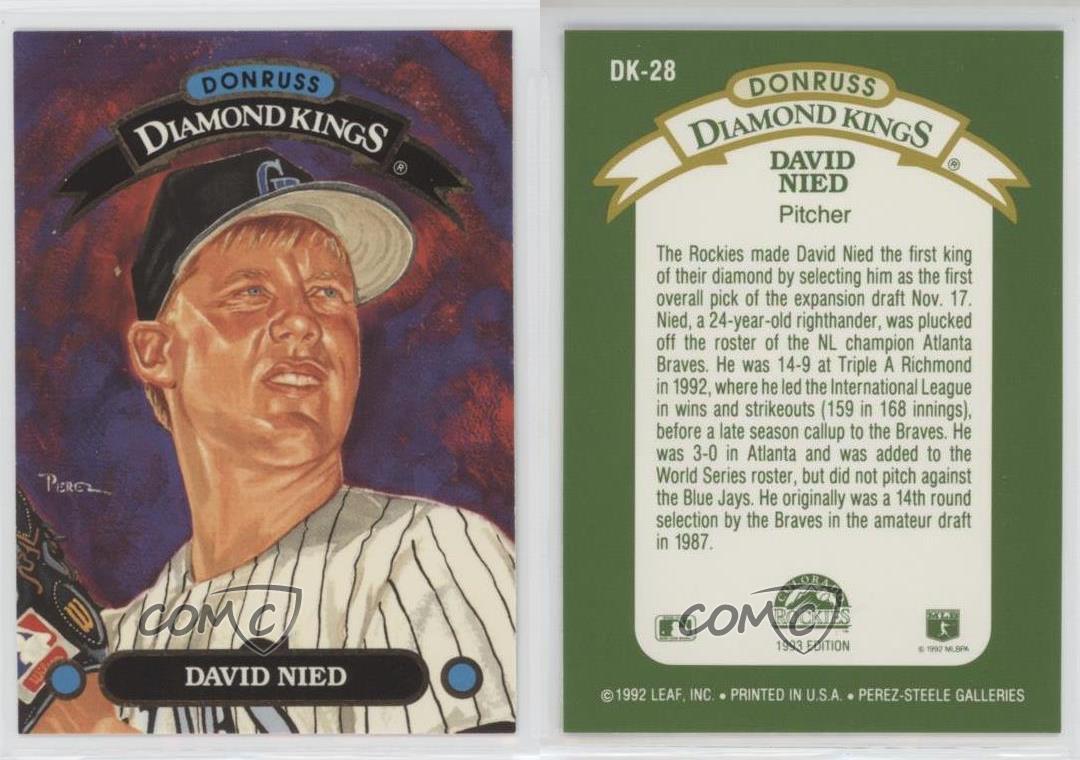 DONRUSS
DIAMOND KINGS
®
CR
PEREZ
DAVID NIED
COMC
DK-28
DONRUSS
DIAMOND KINGS
®
DAVID
NIED
Pitcher
The Rockies made David Nied the first king
of their diamond by selecting him as the first
overall pick of the expansion draft Nov. 17.
Nied, a 24-year-old righthander, was plucked
off the roster of the NL champion Atlanta
Braves. He was 14-9 at Triple A Richmond
in 1992, where he led the International League
in wins and strikeouts (159 in 168 innings),
before a late season callup to the Braves. He
was 3-0 in Atlanta and was added to the
World Series roster, but did not pitch against
the Blue Jays. He originally was a 14th round
selection by the Braves in the amateur draft
in 1987.
COLORADO
ROCKIES
COMC
1993 EDITION
© 1992 MLBPA
© 1992 LEAF, INC. • PRINTED IN U.S.A. • PEREZ-STEELE GALLERIES